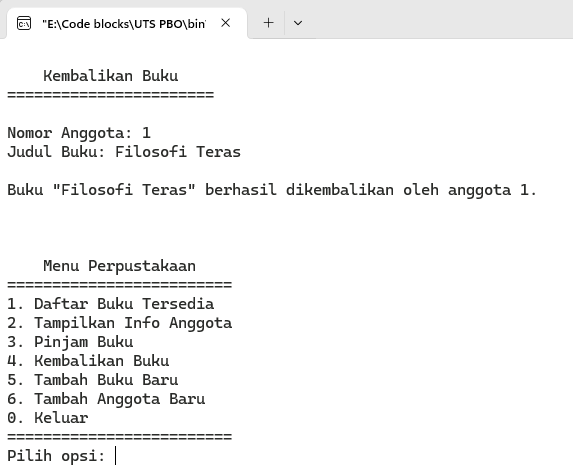 "E:\Code blocks\UTS PBO\bin\
Kembalikan Buku
=======================
Nomor Anggota: 1
Judul Buku: Filosofi Teras
Buku "Filosofi Teras" berhasil dikembalikan oleh anggota 1.
Menu Perpustakaan
=========================
1. Daftar Buku Tersedia
2. Tampilkan Info Anggota
3. Pinjam Buku
4. Kembalikan Buku
5. Tambah Buku Baru
6. Tambah Anggota Baru
0. Keluar
=========================
Pilih opsi: